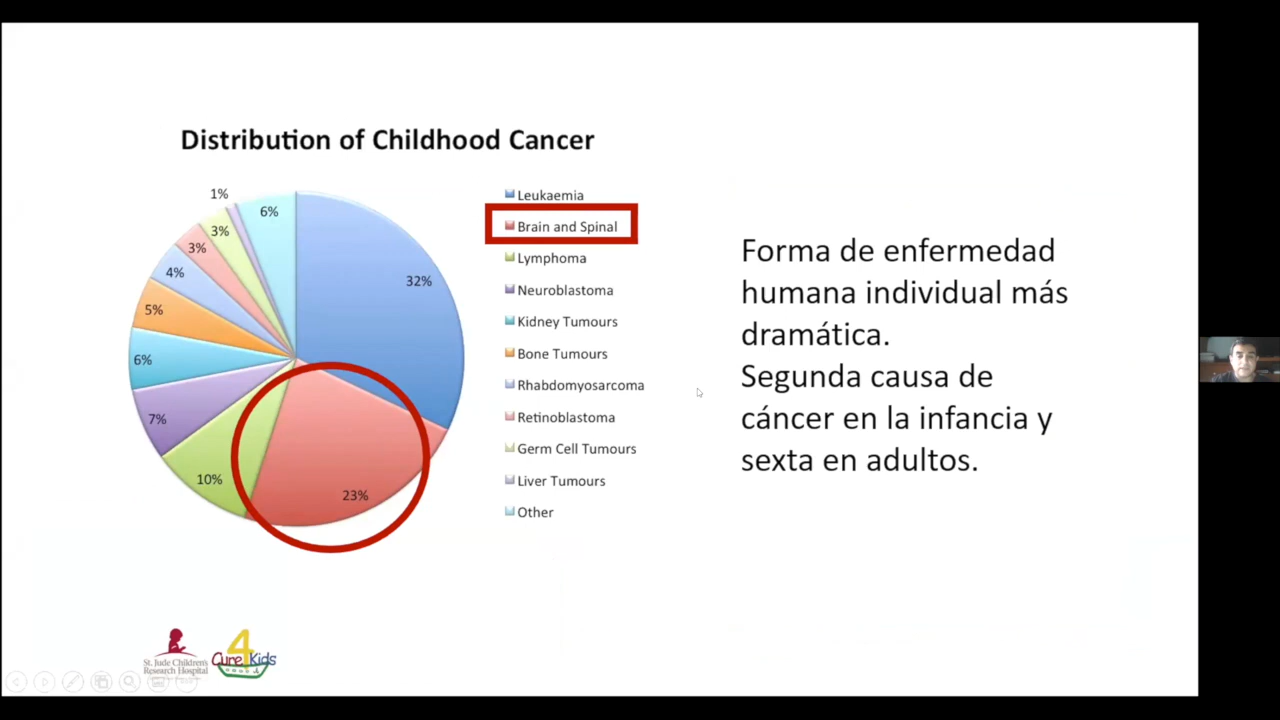 Distribution of Childhood Cancer
1%
6%
3%
3%
4%
5%
6%
7%
10%
23%
32%
Leukaemia
Brain and Spinal
Lymphoma
Neuroblastoma
Kidney Tumours
Bone Tumours
Rhabdomyosarcoma
Retinoblastoma
Germ Cell Tumours
Liver Tumours
Other
Forma de enfermedad
humana individual más
dramática.
Segunda causa de
cáncer en la infancia y
sexta en adultos.
St. Jude Children's
Research Hospital
Cure4Kids